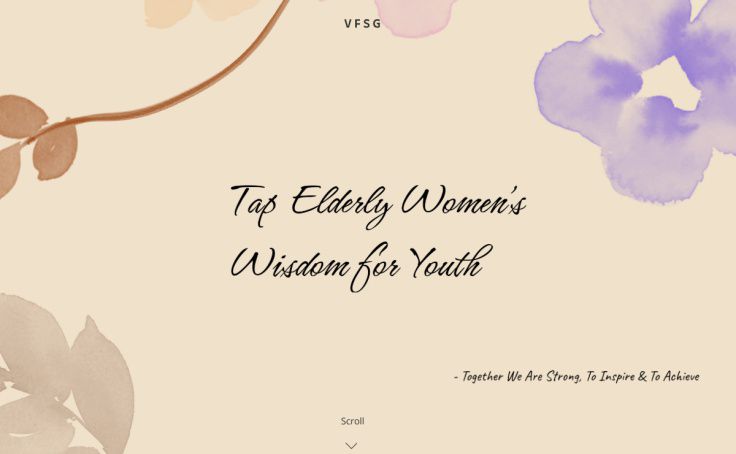 VFSG
Tap Elderly Women's
Wisdom for Youth
- Together We Are Strong, To Inspire & To Achieve
Scroll